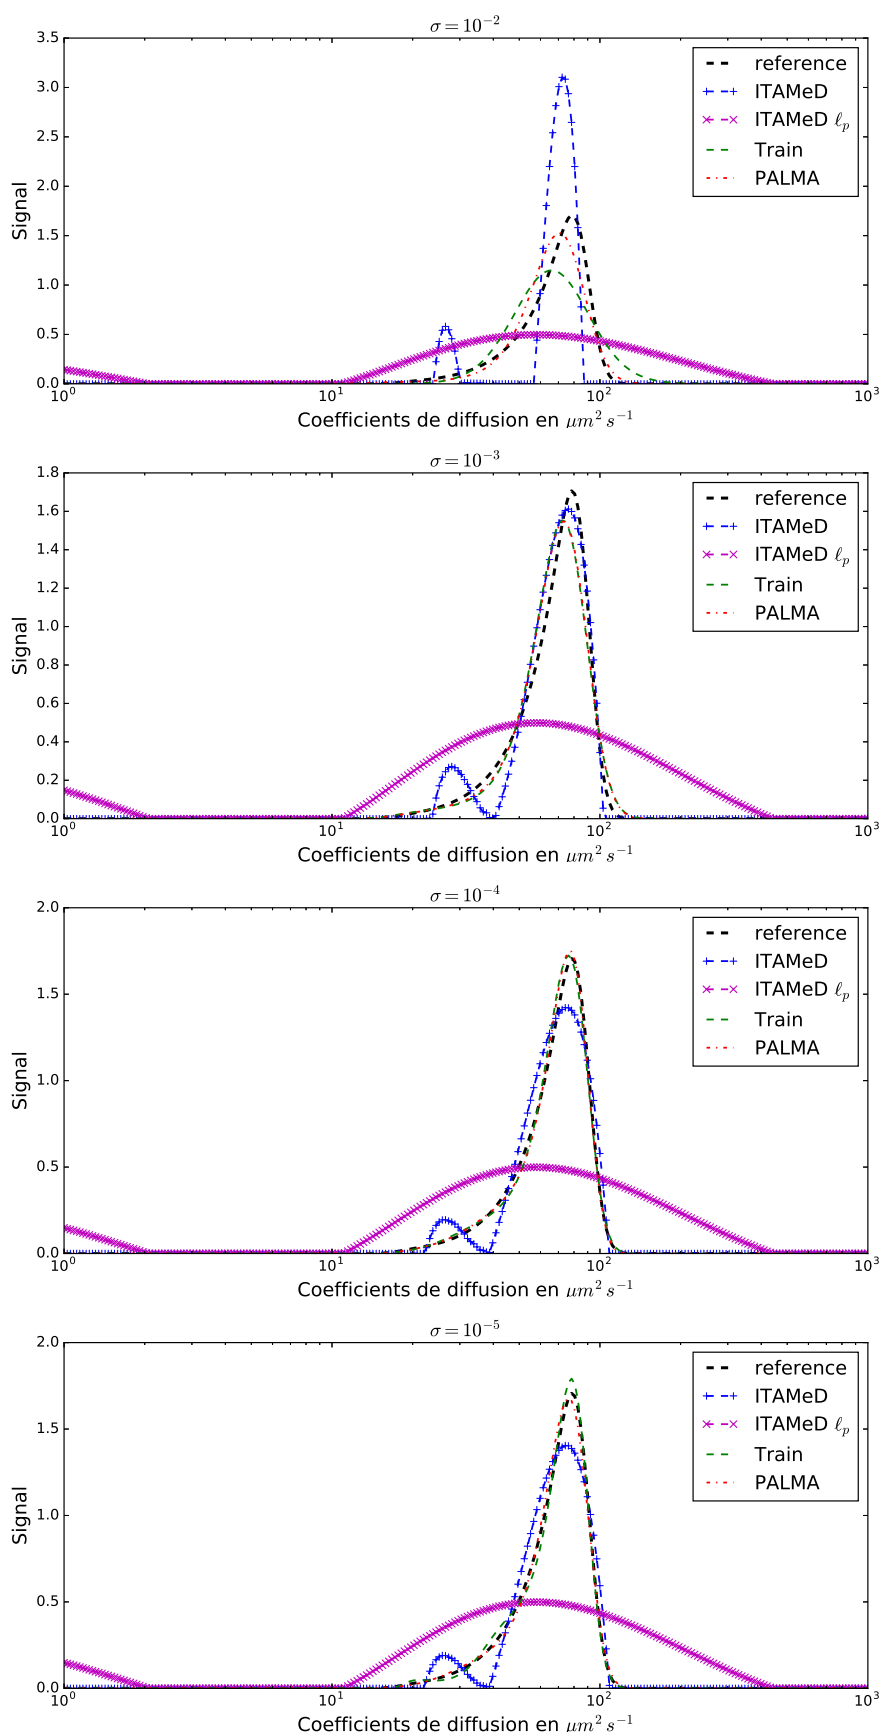 σ = 10⁻²
3.5
3.0
2.5
2.0
1.5
1.0
0.5
0.0
Signal
reference
ITAMeD
ITAMeD ℓₚ
Train
PALMA
10⁰ 10¹ 10² 10³
Coefficients de diffusion en μm² s⁻¹
σ = 10⁻³
1.8
1.6
1.4
1.2
1.0
0.8
0.6
0.4
0.2
0.0
Signal
reference
ITAMeD
ITAMeD ℓₚ
Train
PALMA
10⁰ 10¹ 10² 10³
Coefficients de diffusion en μm² s⁻¹
σ = 10⁻⁴
2.0
1.5
1.0
0.5
0.0
Signal
reference
ITAMeD
ITAMeD ℓₚ
Train
PALMA
10⁰ 10¹ 10² 10³
Coefficients de diffusion en μm² s⁻¹
σ = 10⁻⁵
2.0
1.5
1.0
0.5
0.0
Signal
reference
ITAMeD
ITAMeD ℓₚ
Train
PALMA
10⁰ 10¹ 10² 10³
Coefficients de diffusion en μm² s⁻¹